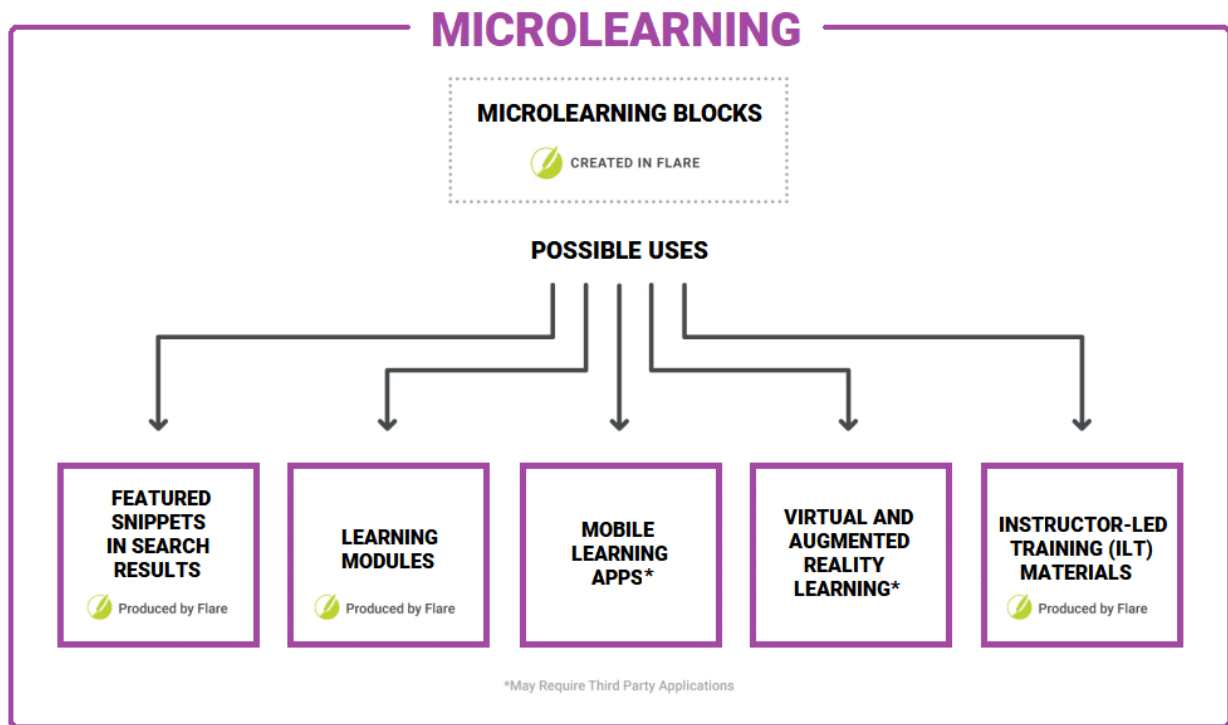 MICROLEARNING
MICROLEARNING BLOCKS
CREATED IN FLARE
POSSIBLE USES
FEATURED
SNIPPETS
IN SEARCH
RESULTS
Produced by Flare
LEARNING
MODULES
Produced by Flare
MOBILE
LEARNING
APPS*
VIRTUAL AND
AUGMENTED
REALITY
LEARNING*
INSTRUCTOR-LED
TRAINING (ILT)
MATERIALS
Produced by Flare
*May Require Third Party Applications